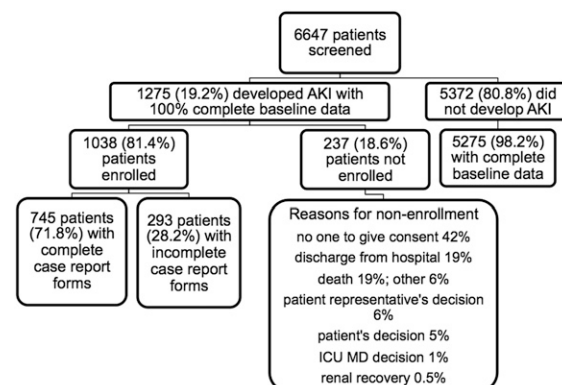 6647 patients
screened
1275 (19.2%) developed AKI with
100% complete baseline data
5372 (80.8%) did
not develop AKI
1038 (81.4%)
patients
enrolled
237 (18.6%)
patients not
enrolled
5275 (98.2%)
with complete
baseline data
745 patients
(71.8%) with
complete
case report
forms
293 patients
(28.2%) with
incomplete
case report
forms
Reasons for non-enrollment
no one to give consent 42%
discharge from hospital 19%
death 19%; other 6%
patient representative's decision
6%
patient's decision 5%
ICU MD decision 1%
renal recovery 0.5%